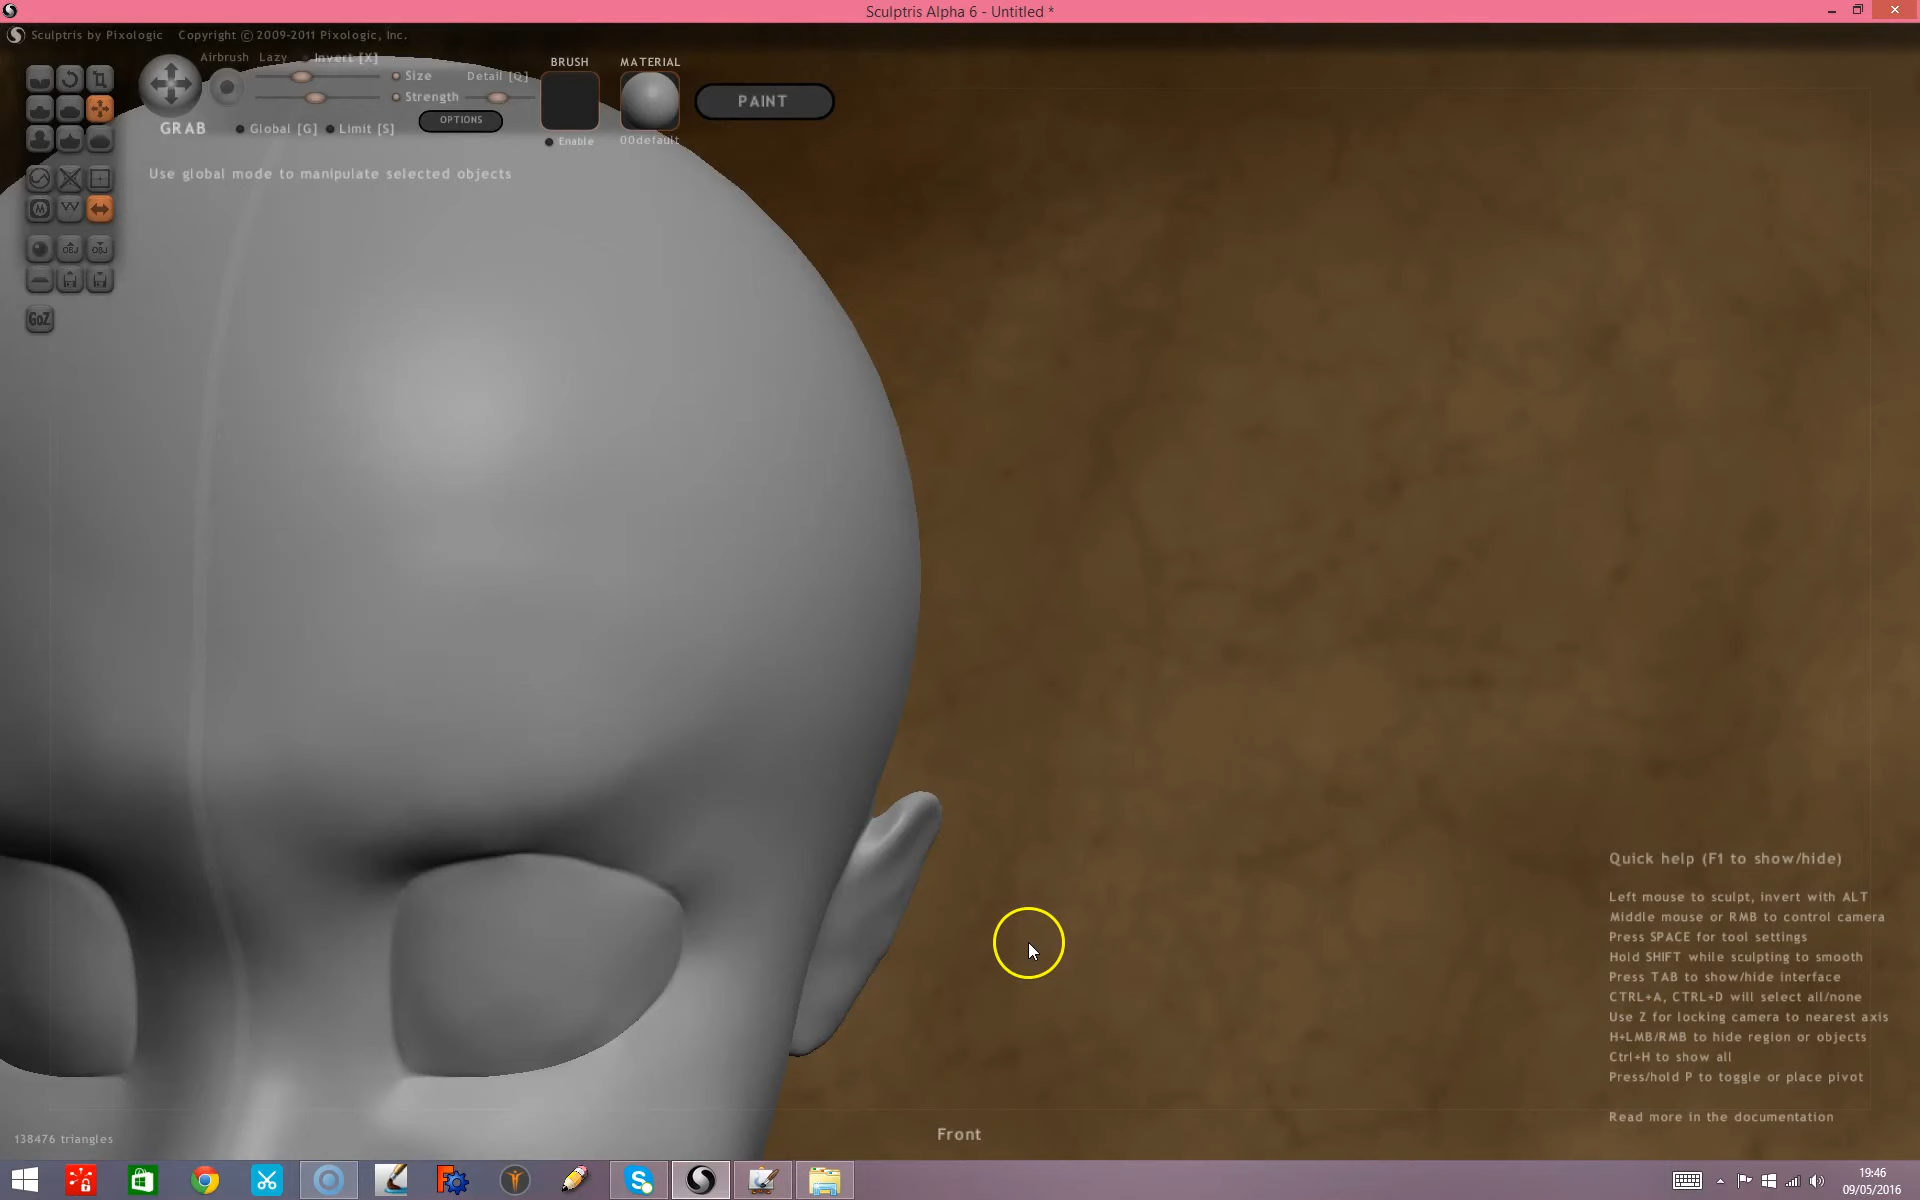 Sculptris Alpha 6 - Untitled *
Sculptris by Pixologic Copyright © 2009-2011 Pixologic, Inc.
Airbrush Lazy Invert [X]
Size Detail [Q]
Strength
GRAB
Global [G] Limit [S]
OPTIONS
BRUSH
Enable
MATERIAL
00default
PAINT
Use global mode to manipulate selected objects
OBJ OBJ
GoZ
Quick help (F1 to show/hide)
Left mouse to sculpt, invert with ALT
Middle mouse or RMB to control camera
Press SPACE for tool settings
Hold SHIFT while sculpting to smooth
Press TAB to show/hide interface
CTRL+A, CTRL+D will select all/none
Use Z for locking camera to nearest axis
H+LMB/RMB to hide region or objects
Ctrl+H to show all
Press/hold P to toggle or place pivot
Read more in the documentation
138476 triangles
Front
19:46
09/05/2016